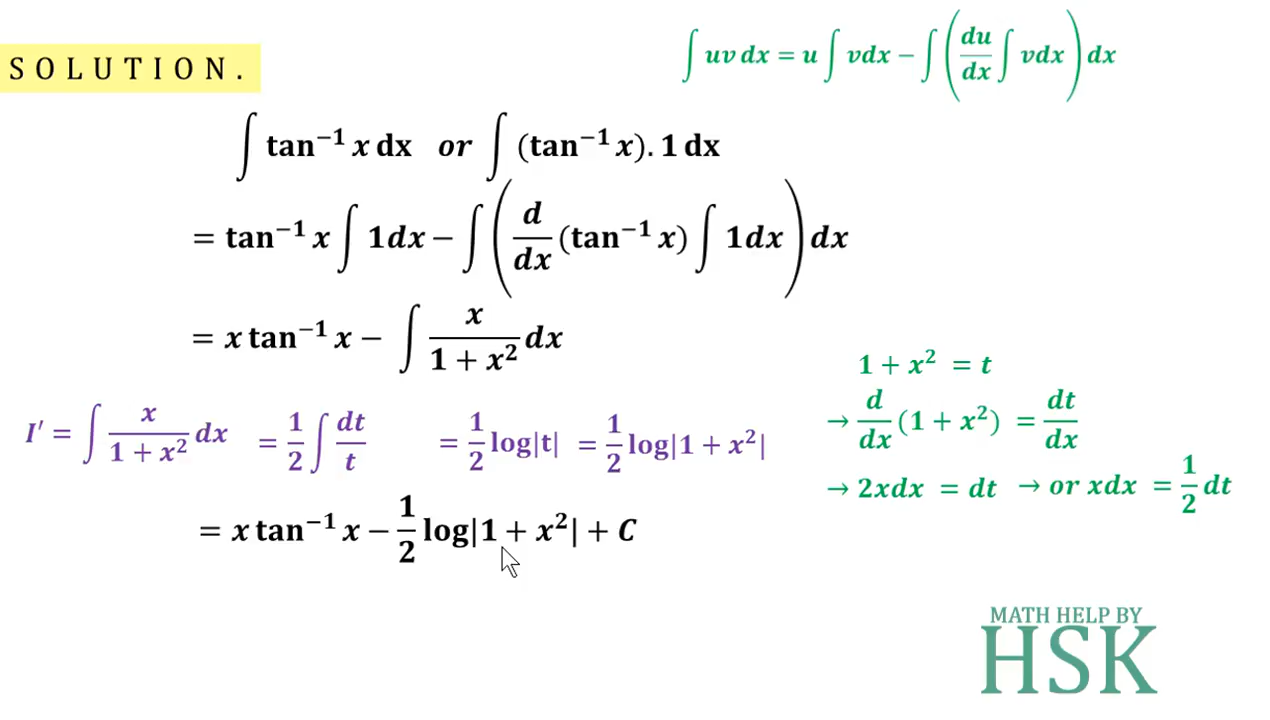 SOLUTION.
∫ uv dx = u ∫ vdx − ∫ (du/dx ∫ vdx) dx
∫ tan⁻¹ x dx or ∫ (tan⁻¹ x). 1 dx
= tan⁻¹ x ∫ 1dx − ∫ (d/dx (tan⁻¹ x) ∫ 1dx) dx
= x tan⁻¹ x − ∫ x/(1 + x²) dx
1 + x² = t
→ d/dx (1 + x²) = dt/dx
→ 2xdx = dt → or xdx = 1/2 dt
I′ = ∫ x/(1 + x²) dx = 1/2 ∫ dt/t = 1/2 log|t| = 1/2 log|1 + x²|
= x tan⁻¹ x − 1/2 log|1 + x²| + C
MATH HELP BY
HSK